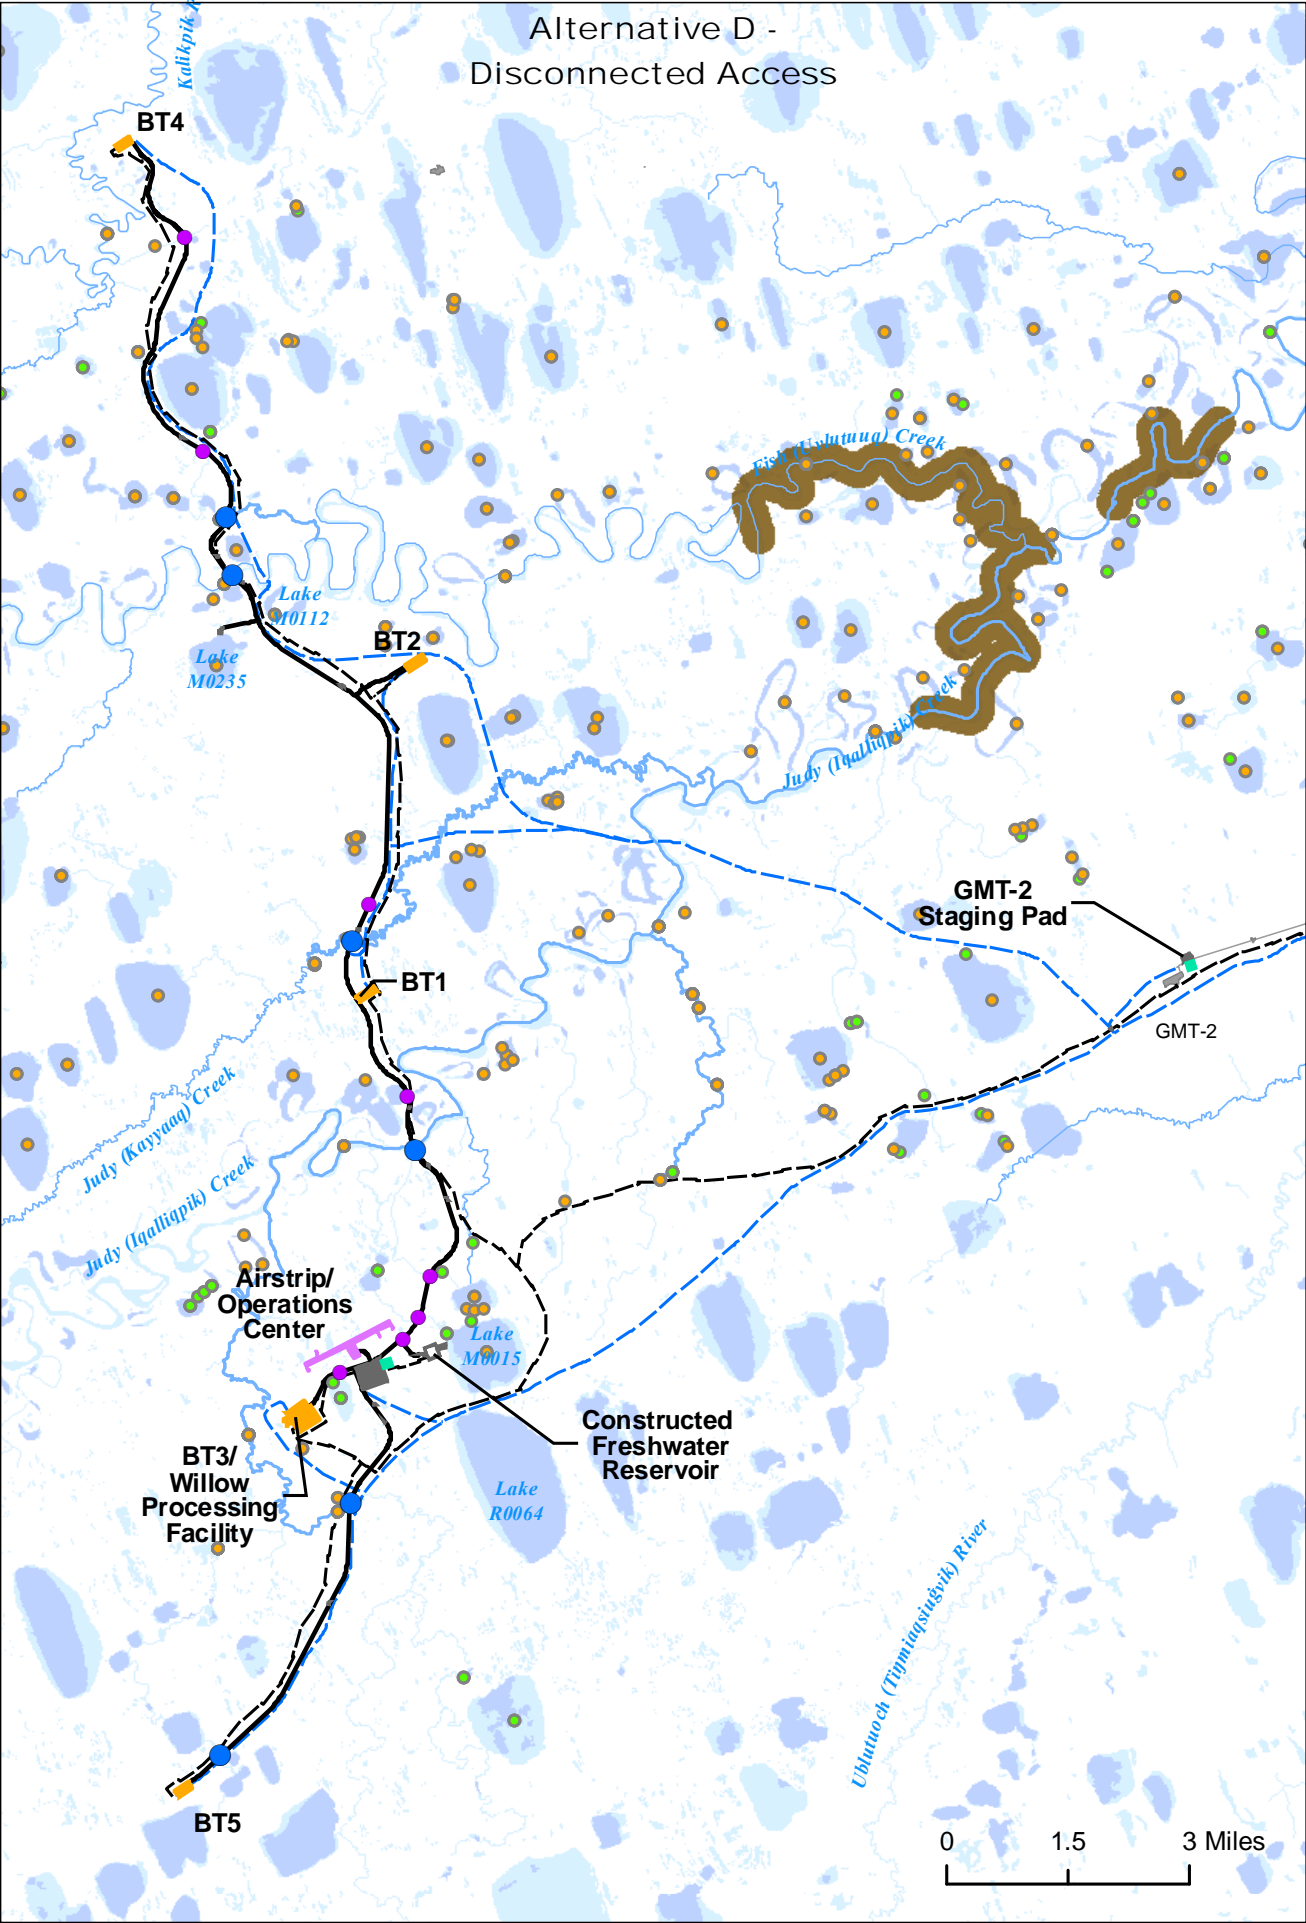 Alternative D -
Disconnected Access
BT4
Fish (Uvlutuuq) Creek
Lake
M0112
BT2
Lake
M0235
Judy (Iqalliqpik) Creek
GMT-2
Staging Pad
BT1
GMT-2
Judy (Kayyaaq) Creek
Judy (Iqalliqpik) Creek
Airstrip/
Operations
Center
Lake
M0015
Constructed
Freshwater
Reservoir
BT3/
Willow
Processing
Facility
Lake
R0064
Ublutuoch (Tiŋmiaqsiuġvik) River
BT5
0 1.5 3 Miles
Kalikpik